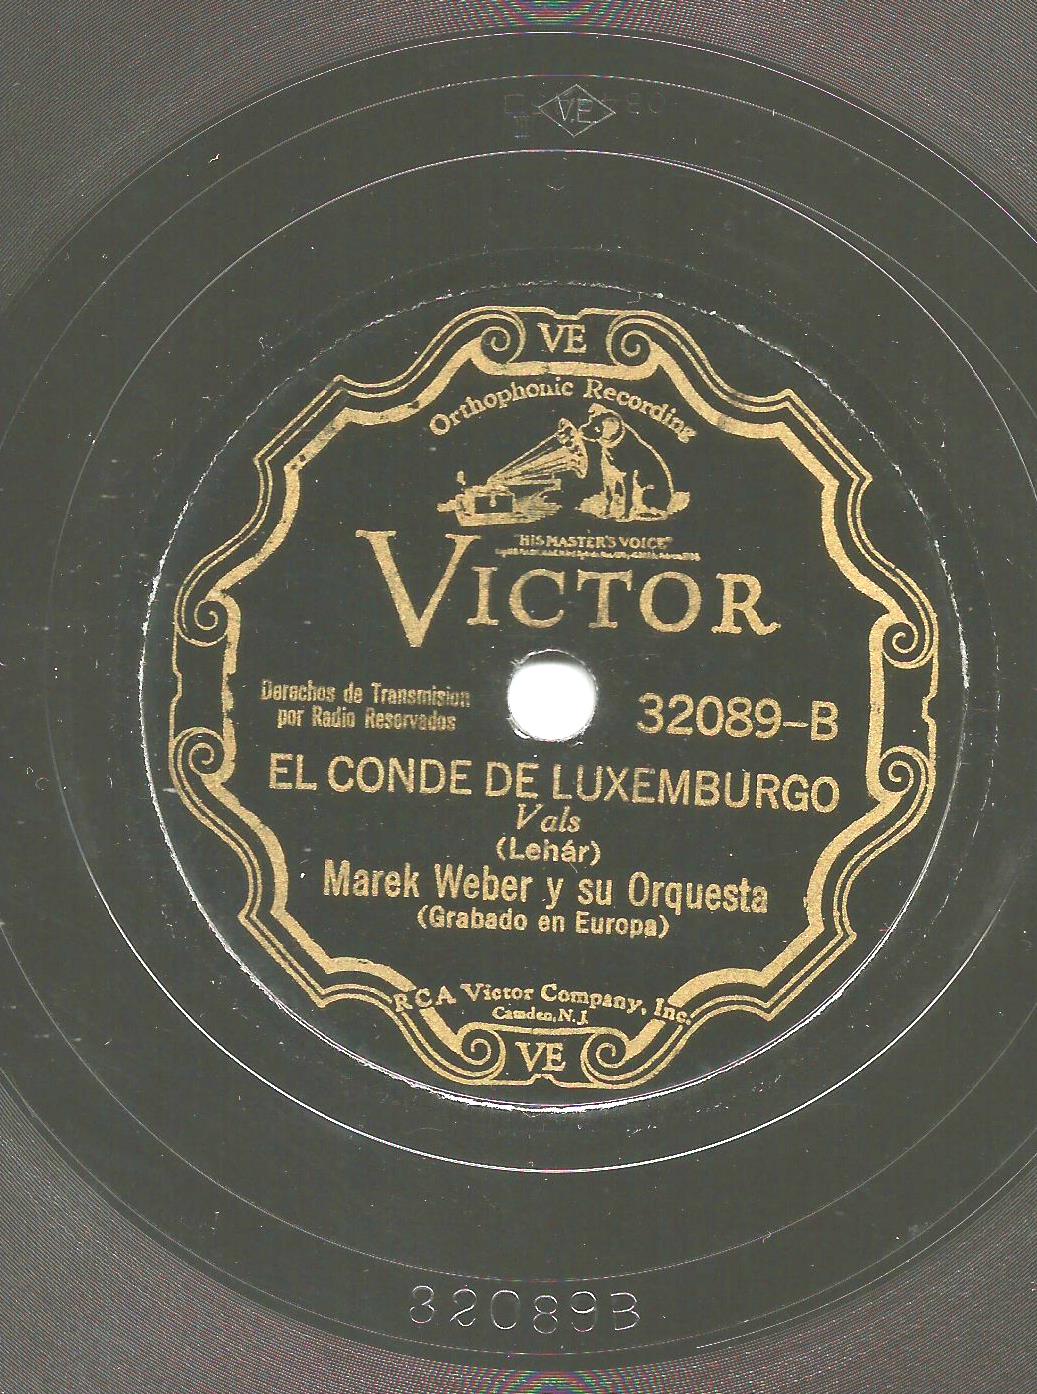 VE
VE
Orthophonic Recording
"HIS MASTER'S VOICE"
VICTOR
Derechos de Transmision
por Radio Reservados
32089-B
EL CONDE DE LUXEMBURGO
Vals
(Lehár)
Marek Weber y su Orquesta
(Grabado en Europa)
RCA Victor Company, Inc.
Camden, N.J.
VE
32089B